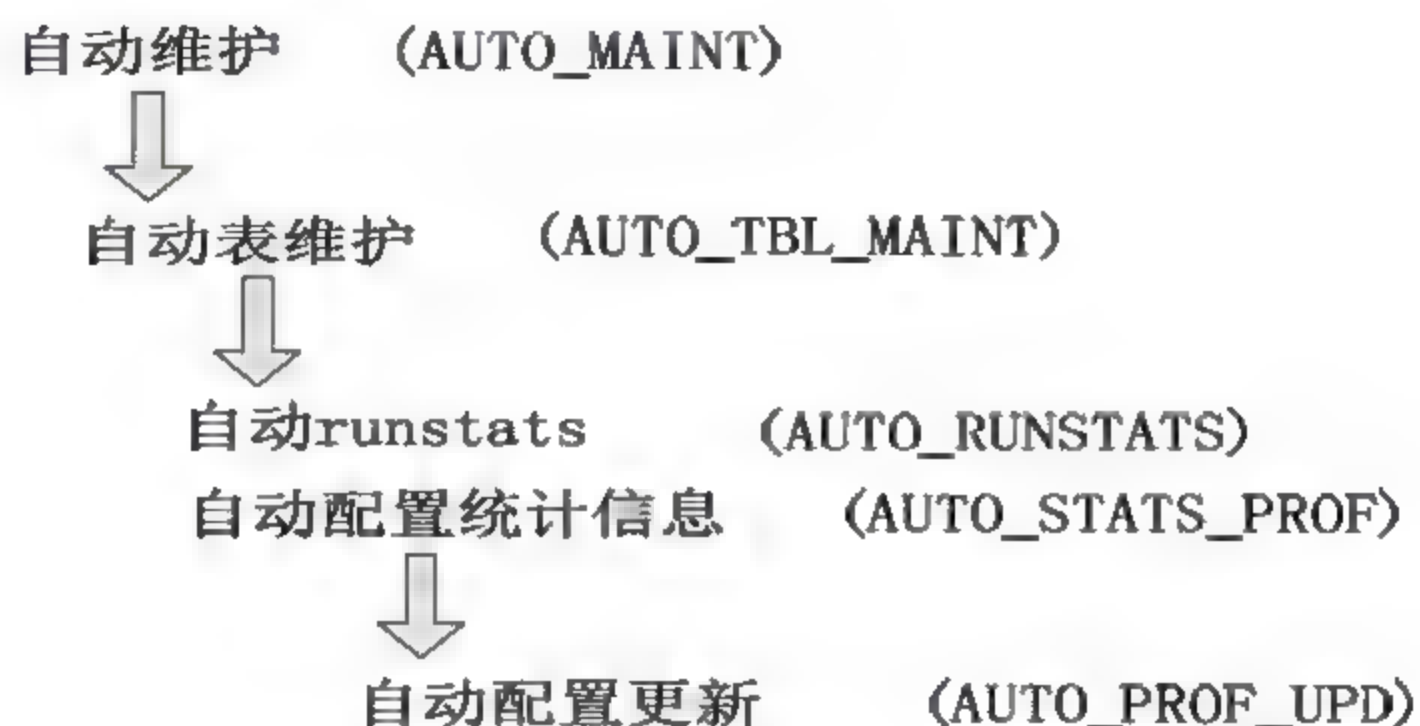 自动维护 (AUTO_MAINT)
自动表维护 (AUTO_TBL_MAINT)
自动runstats (AUTO_RUNSTATS)
自动配置统计信息 (AUTO_STATS_PROF)
自动配置更新 (AUTO_PROF_UPD)